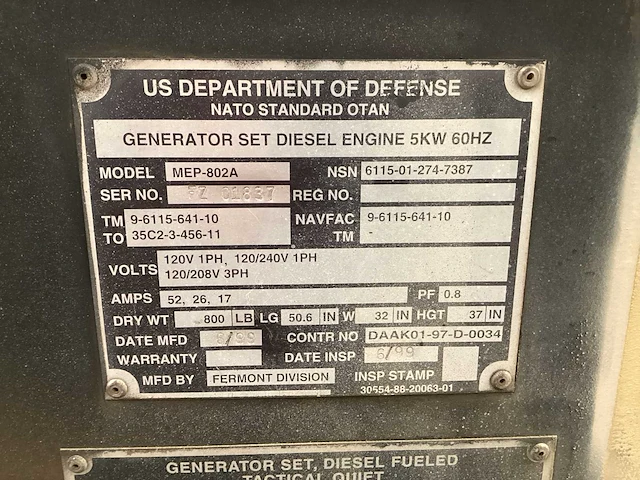 US DEPARTMENT OF DEFENSE
NATO STANDARD OTAN
GENERATOR SET DIESEL ENGINE 5KW 60HZ
MODEL MEP-802A NSN 6115-01-274-7387
SER NO. FZ 01837 REG NO.
TM 9-6115-641-10 NAVFAC 9-6115-641-10
TO 35C2-3-456-11 TM -
VOLTS 120V 1PH, 120/240V 1PH
120/208V 3PH
AMPS 52, 26, 17 PF 0.8
DRY WT 800 LB LG 50.6 IN W 32 IN HGT 37 IN
DATE MFD 6/99 CONTR NO DAAK01-97-D-0034
WARRANTY DATE INSP 6/99
MFD BY FERMONT DIVISION INSP STAMP
30554-88-20063-01
GENERATOR SET, DIESEL FUELED
TACTICAL QUIET